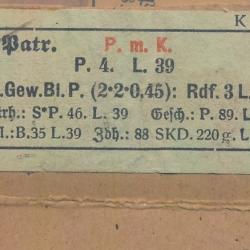 K
Patr. P. m. K.
P. 4. L. 39
.Gew.Bl.P. (2·2·0,45): Rdf. 3 L
rh.: S*P. 46. L. 39 Gesch.: P. 89. L
I.: B.35 L.39 Zdh.: 88 SKD. 220 g. L